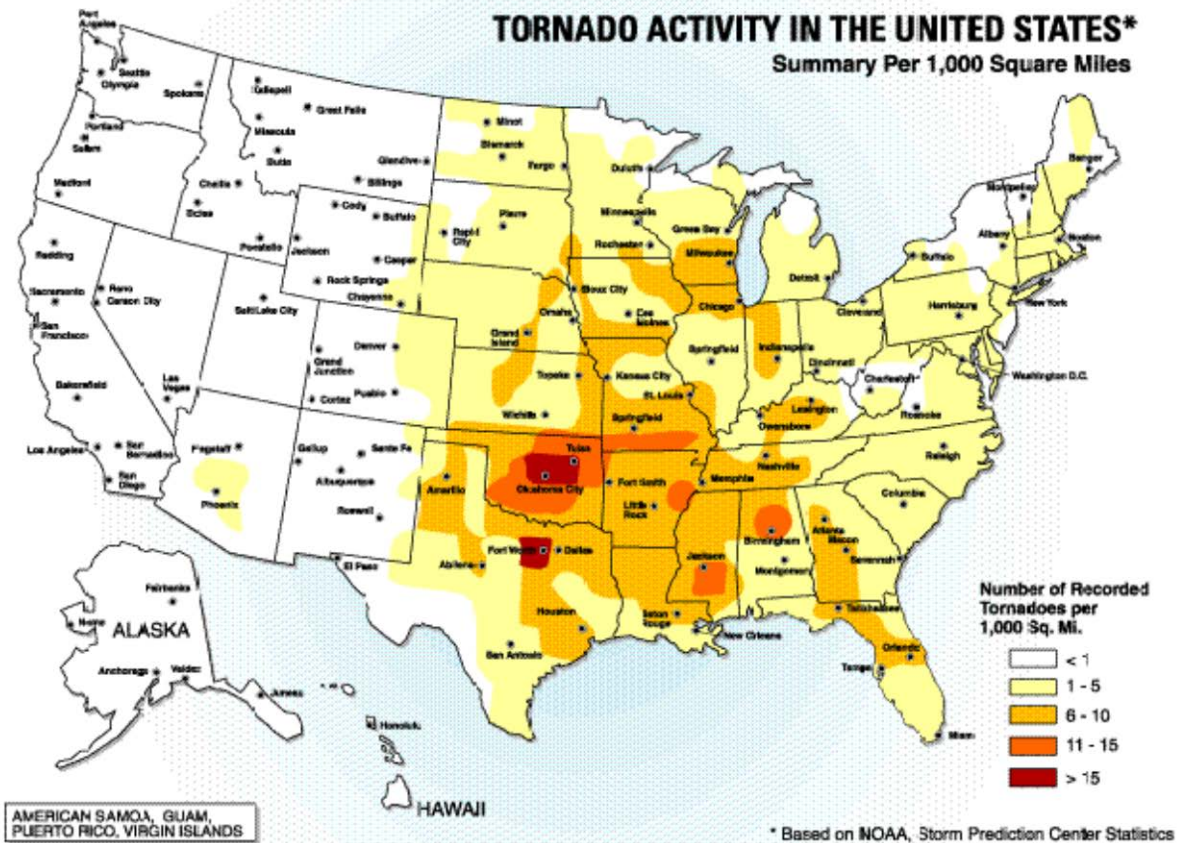 TORNADO ACTIVITY IN THE UNITED STATES*
Summary Per 1,000 Square Miles
Port
Angeles
Seattle
Olympia
Spokane
Portland
Salem
Medford
Kalispell
Great Falls
Missoula
Butte
Glendive
Billings
Challis
Boise
Pocatello
Cody
Buffalo
Jackson
Casper
Rock Springs
Cheyenne
Redding
Sacramento
San
Francisco
Bakersfield
Los Angeles
San
Bernardino
San
Diego
Reno
Carson City
Las
Vegas
Salt Lake City
Denver
Grand
Junction
Cortez
Pueblo
Flagstaff
Phoenix
Gallup
Santa Fe
Albuquerque
Roswell
Minot
Bismarck
Fargo
Pierre
Rapid
City
Duluth
Minneapolis
Rochester
Green Bay
Milwaukee
Sioux City
Omaha
Grand
Island
Des
Moines
Chicago
Detroit
Topeka
Kansas City
Wichita
St. Louis
Springfield
Springfield
Indianapolis
Cincinnati
Cleveland
Buffalo
Albany
Montpelier
Bangor
Boston
New York
Harrisburg
Washington D.C.
Charleston
Roanoke
Lexington
Owensboro
Nashville
Memphis
Raleigh
Columbia
Tulsa
Oklahoma City
Fort Smith
Little
Rock
Amarillo
Fort Worth
Dallas
Abilene
El Paso
Houston
San Antonio
Jackson
Birmingham
Montgomery
Atlanta
Macon
Savannah
Baton
Rouge
New Orleans
Tallahassee
Orlando
Tampa
Miami
Fairbanks
Nome
ALASKA
Anchorage
Valdez
Juneau
Honolulu
HAWAII
Number of Recorded
Tornadoes per
1,000 Sq. Mi.
< 1
1 - 5
6 - 10
11 - 15
> 15
AMERICAN SAMOA, GUAM,
PUERTO RICO, VIRGIN ISLANDS
* Based on NOAA, Storm Prediction Center Statistics